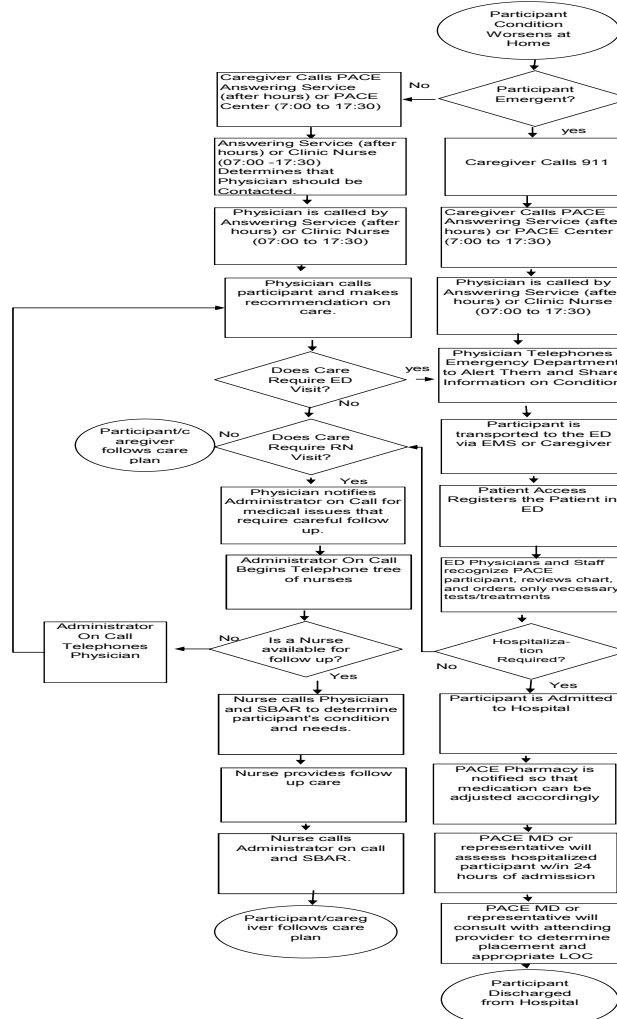 Participant
Condition
Worsens at
Home
Participant
Emergent?
No
yes
Caregiver Calls PACE
Answering Service
(after hours) or PACE
Center (7:00 to 17:30)
Answering Service (after
hours) or Clinic Nurse
(07:00 -17:30)
Determines that
Physician should be
Contacted.
Physician is called by
Answering Service (after
hours) or Clinic Nurse
(07:00 to 17:30)
Physician calls
participant and makes
recommendation on
care.
Does Care
Require ED
Visit?
yes
No
Does Care
Require RN
Visit?
No
Yes
Participant/c
aregiver
follows care
plan
Physician notifies
Administrator on Call for
medical issues that
require careful follow
up.
Administrator On Call
Begins Telephone tree
of nurses
Is a Nurse
available for
follow up?
No
Yes
Administrator
On Call
Telephones
Physician
Nurse calls Physician
and SBAR to determine
participant's condition
and needs.
Nurse provides follow
up care
Nurse calls
Administrator on call
and SBAR.
Participant/careg
iver follows care
plan
Caregiver Calls 911
Caregiver Calls PACE
Answering Service (afte
hours) or PACE Center
(7:00 to 17:30)
Physician is called by
Answering Service (afte
hours) or Clinic Nurse
(07:00 to 17:30)
Physician Telephones
Emergency Department
to Alert Them and Share
Information on Condition
Participant is
transported to the ED
via EMS or Caregiver
Patient Access
Registers the Patient in
ED
ED Physicians and Staff
recognize PACE
participant, reviews chart,
and orders only necessary
tests/treatments
Hospitaliza-
tion
Required?
No
Yes
Participant is Admitted
to Hospital
PACE Pharmacy is
notified so that
medication can be
adjusted accordingly
PACE MD or
representative will
assess hospitalized
participant w/in 24
hours of admission
PACE MD or
representative will
consult with attending
provider to determine
placement and
appropriate LOC
Participant
Discharged
from Hospital